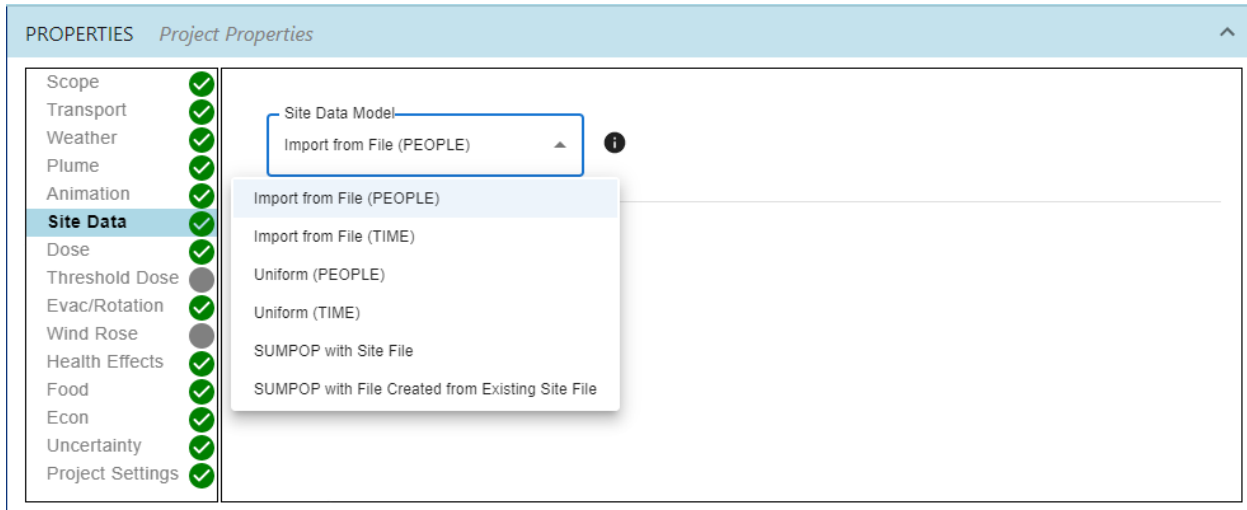 PROPERTIES Project Properties
Scope
Transport
Weather
Plume
Animation
Site Data
Dose
Threshold Dose
Evac/Rotation
Wind Rose
Health Effects
Food
Econ
Uncertainty
Project Settings
Site Data Model
Import from File (PEOPLE)
Import from File (PEOPLE)
Import from File (TIME)
Uniform (PEOPLE)
Uniform (TIME)
SUMPOP with Site File
SUMPOP with File Created from Existing Site File